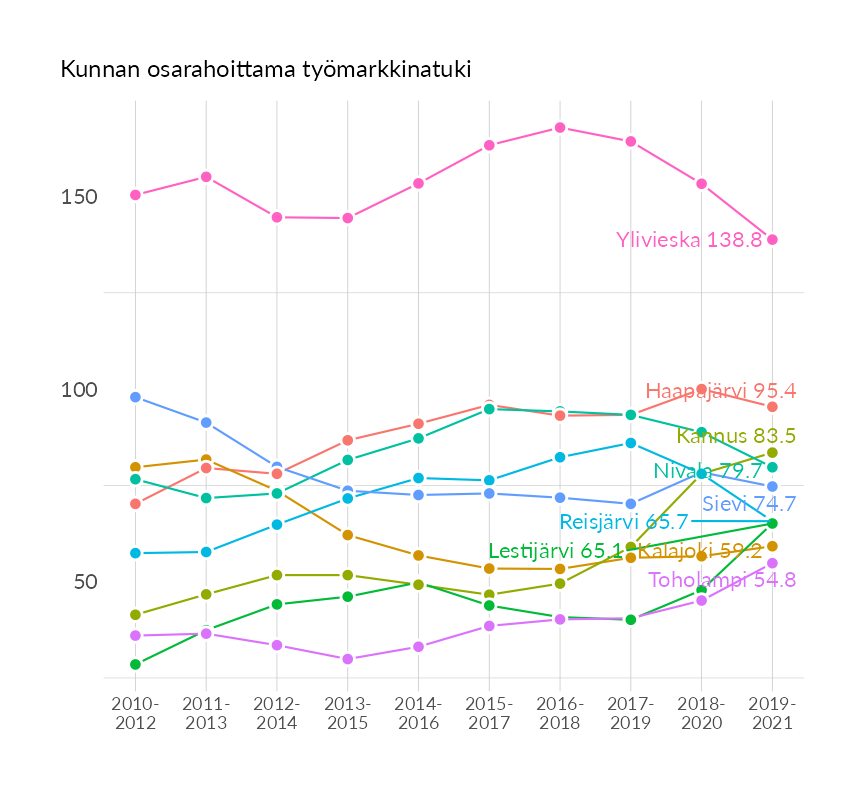 Kunnan osarahoittama työmarkkinatuki
150
Ylivieska 138.8
100
Haapajärvi 95.4
Kannus 83.5
Nivala 79.7
Sievi 74.7
Reisjärvi 65.7
Lestijärvi 65.1
Kalajoki 59.2
50
Toholampi 54.8
2010-2012 2011-2013 2012-2014 2013-2015 2014-2016 2015-2017 2016-2018 2017-2019 2018-2020 2019-2021